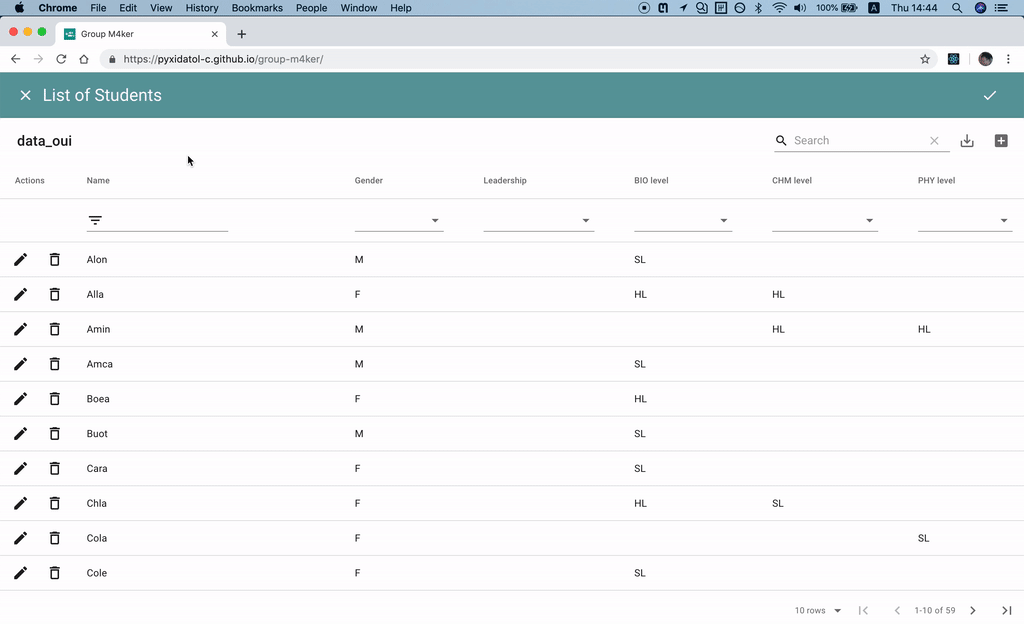 Chrome File Edit View History Bookmarks People Window Help 100% A Thu 14:44
Group M4ker
https://pyxidatol-c.github.io/group-m4ker/
List of Students
data_oui Search
Actions Name Gender Leadership BIO level CHM level PHY level
Alon M SL
Alla F HL HL
Amin M HL HL
Amca M SL
Boea F HL
Buot M SL
Cara F SL
Chla F HL SL
Cola F SL
Cole F SL
10 rows 1-10 of 59